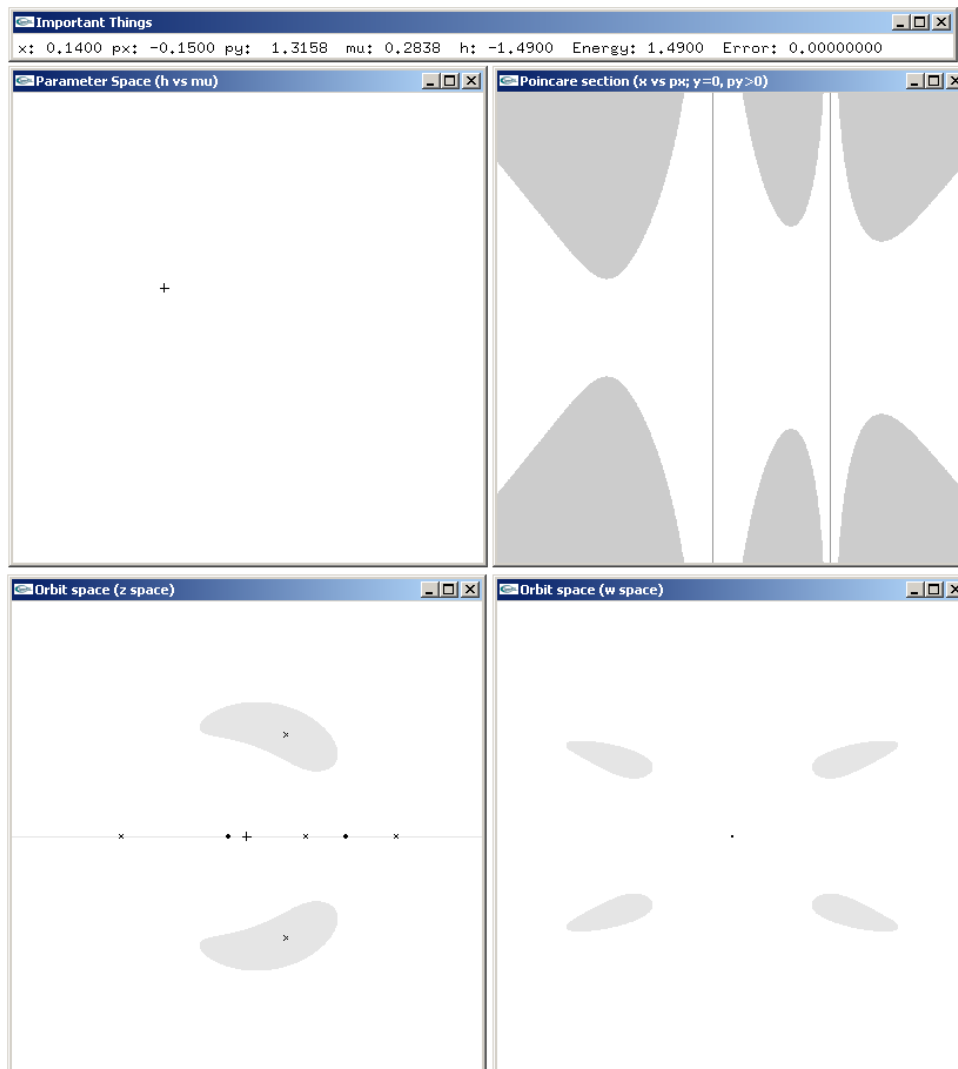 Important Things
x: 0.1400 px: -0.1500 py: 1.3158 mu: 0.2838 h: -1.4900 Energy: 1.4900 Error: 0.00000000
Parameter Space (h vs mu)
Poincare section (x vs px; y=0, py>0)
Orbit space (z space)
Orbit space (w space)